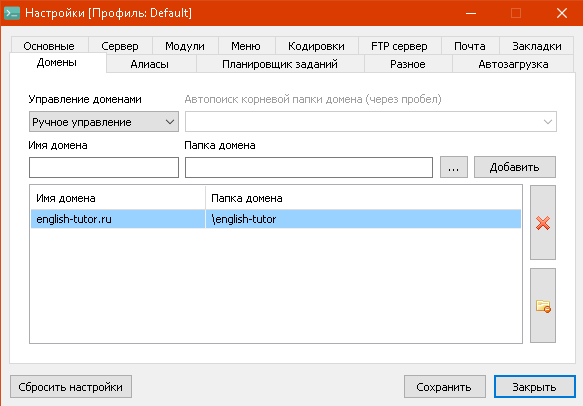 Настройки [Профиль: Default]
Основные Сервер Модули Меню Кодировки FTP сервер Почта Закладки
Домены Алиасы Планировщик заданий Разное Автозагрузка
Управление доменами Автопоиск корневой папки домена (через пробел)
Ручное управление
Имя домена Папка домена
... Добавить
Имя домена Папка домена
english-tutor.ru \english-tutor
Сбросить настройки Сохранить Закрыть